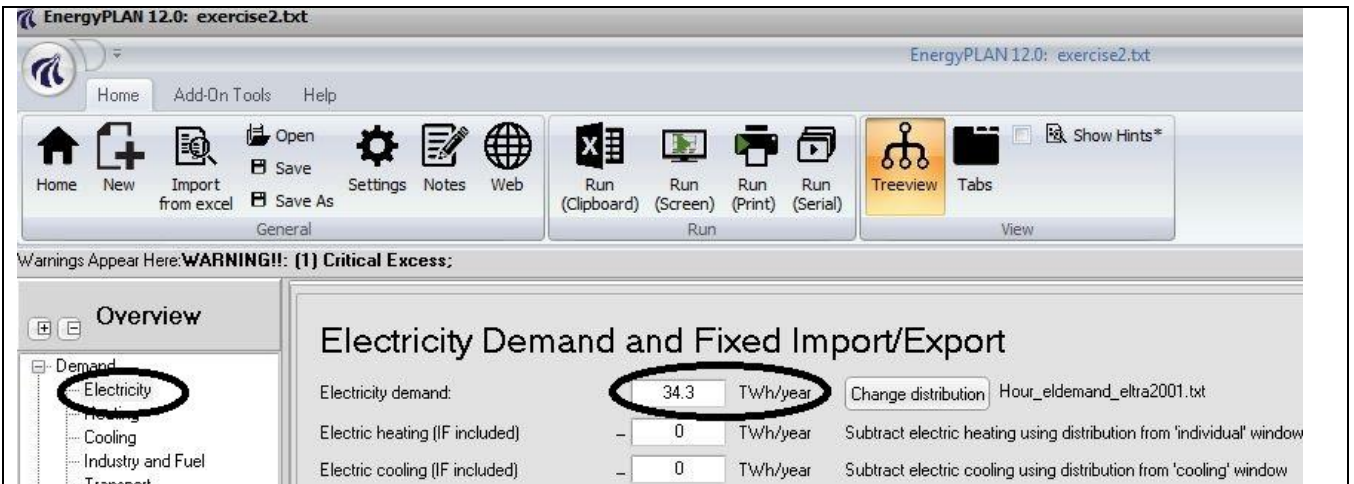 EnergyPLAN 12.0: exercise2.txt
EnergyPLAN 12.0: exercise2.txt
Home Add-On Tools Help
Home
New
Import from excel
Open
Save
Save As
Settings
Notes
Web
General
Run (Clipboard)
Run (Screen)
Run (Print)
Run (Serial)
Run
Treeview
Tabs
Show Hints*
View
Warnings Appear Here:WARNING!!: (1) Critical Excess;
Overview
Demand
Electricity
Heating
Cooling
Industry and Fuel
Transport
Electricity Demand and Fixed Import/Export
Electricity demand: 34.3 TWh/year Change distribution Hour_eldemand_eltra2001.txt
Electric heating (IF included) – 0 TWh/year Subtract electric heating using distribution from 'individual' window
Electric cooling (IF included) – 0 TWh/year Subtract electric cooling using distribution from 'cooling' window